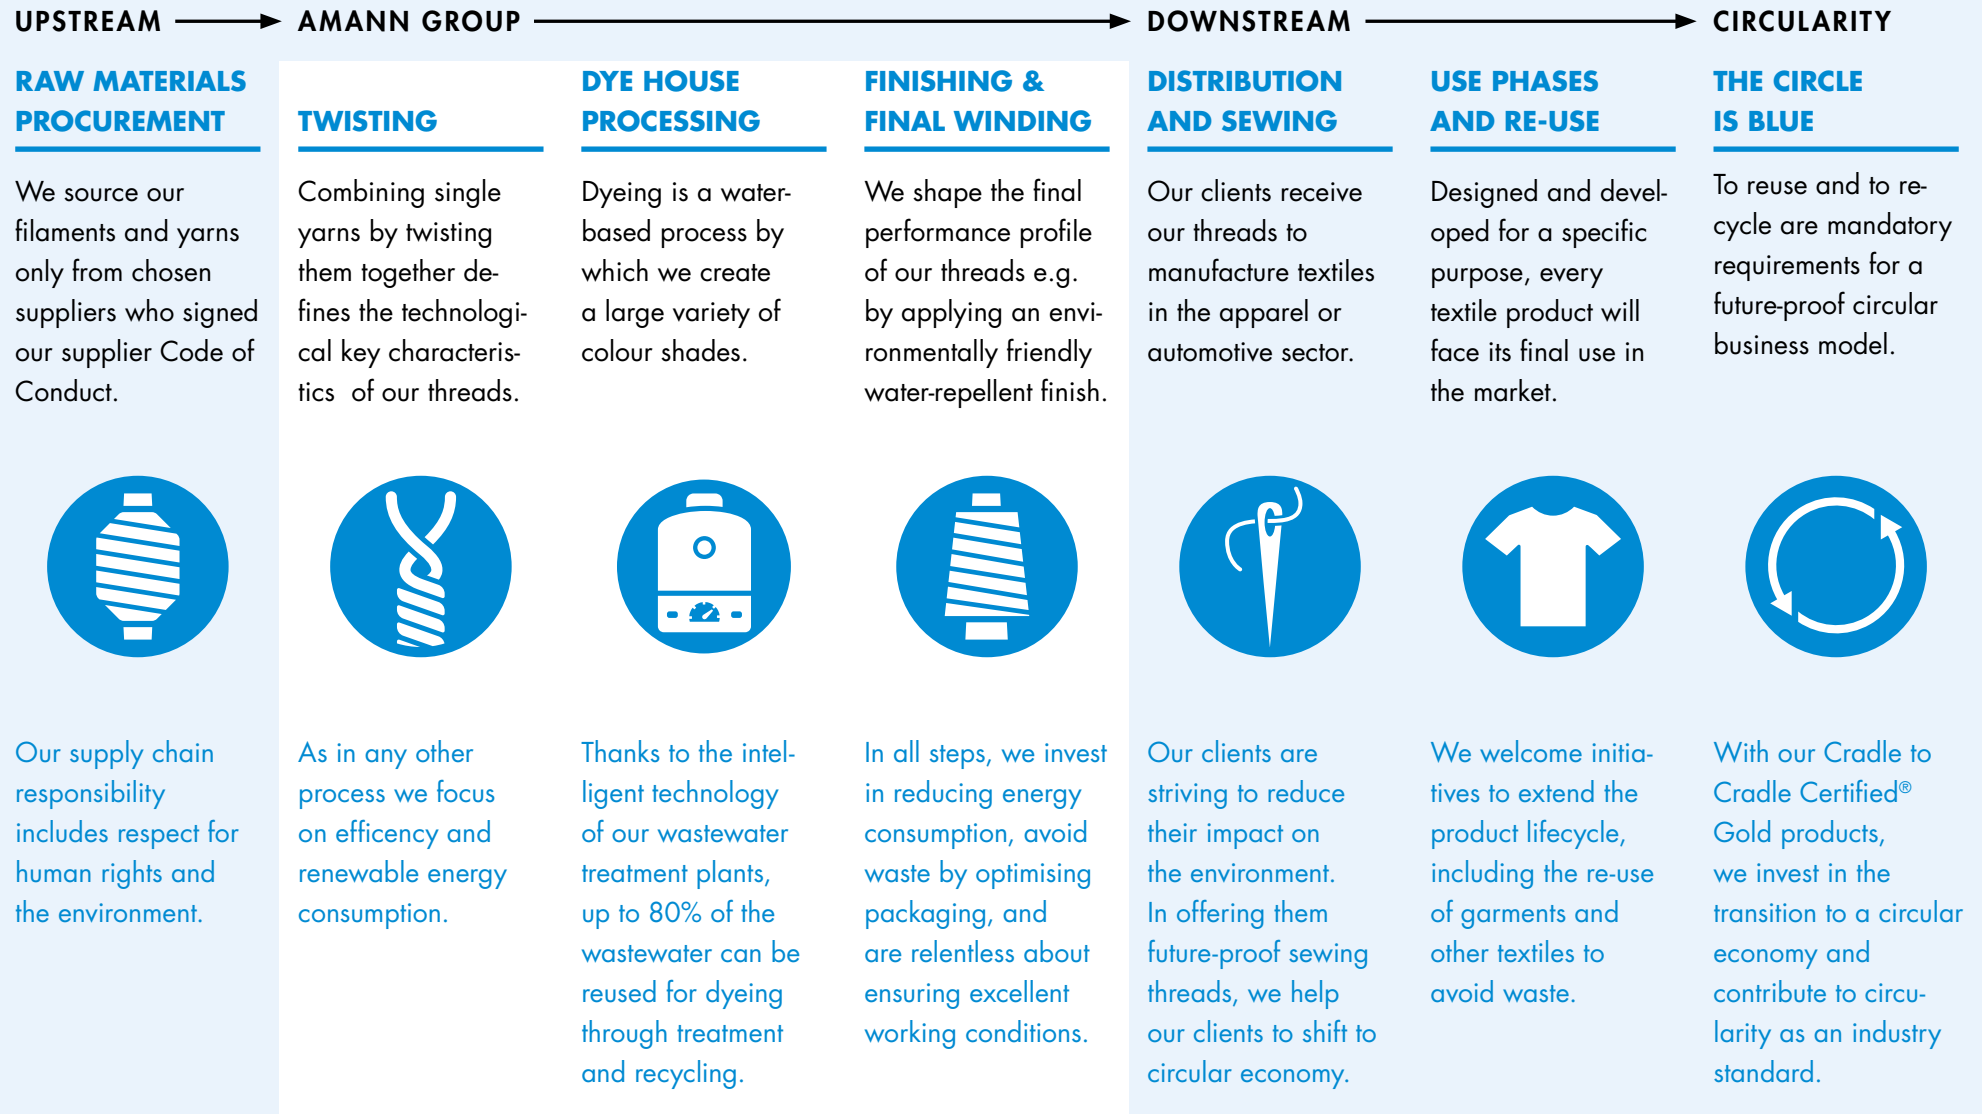 UPSTREAM
AMANN GROUP
DOWNSTREAM
CIRCULARITY
RAW MATERIALS
PROCUREMENT
We source our
filaments and yarns
only from chosen
suppliers who signed
our supplier Code of
Conduct.
Our supply chain
responsibility
includes respect for
human rights and
the environment.
TWISTING
Combining single
yarns by twisting
them together de-
fines the technologi-
cal key characteris-
tics of our threads.
As in any other
process we focus
on efficency and
renewable energy
consumption.
DYE HOUSE
PROCESSING
Dyeing is a water-
based process by
which we create
a large variety of
colour shades.
Thanks to the intel-
ligent technology
of our wastewater
treatment plants,
up to 80% of the
wastewater can be
reused for dyeing
through treatment
and recycling.
FINISHING &
FINAL WINDING
We shape the final
performance profile
of our threads e.g.
by applying an envi-
ronmentally friendly
water-repellent finish.
In all steps, we invest
in reducing energy
consumption, avoid
waste by optimising
packaging, and
are relentless about
ensuring excellent
working conditions.
DISTRIBUTION
AND SEWING
Our clients receive
our threads to
manufacture textiles
in the apparel or
automotive sector.
Our clients are
striving to reduce
their impact on
the environment.
In offering them
future-proof sewing
threads, we help
our clients to shift to
circular economy.
USE PHASES
AND RE-USE
Designed and devel-
oped for a specific
purpose, every
textile product will
face its final use in
the market.
We welcome initia-
tives to extend the
product lifecycle,
including the re-use
of garments and
other textiles to
avoid waste.
THE CIRCLE
IS BLUE
To reuse and to re-
cycle are mandatory
requirements for a
future-proof circular
business model.
With our Cradle to
Cradle Certified®
Gold products,
we invest in the
transition to a circular
economy and
contribute to circu-
larity as an industry
standard.